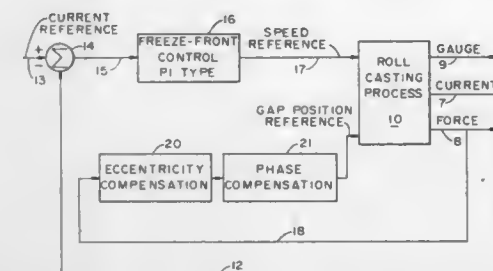 CURRENT
REFERENCE
+
-
Σ
14
13
15
16
FREEZE-FRONT
CONTROL
PI TYPE
SPEED
REFERENCE
17
ROLL
CASTING
PROCESS
10
GAUGE
9
CURRENT
7
FORCE
8
GAP POSITION
REFERENCE
20
ECCENTRICITY
COMPENSATION
21
PHASE
COMPENSATION
18
12